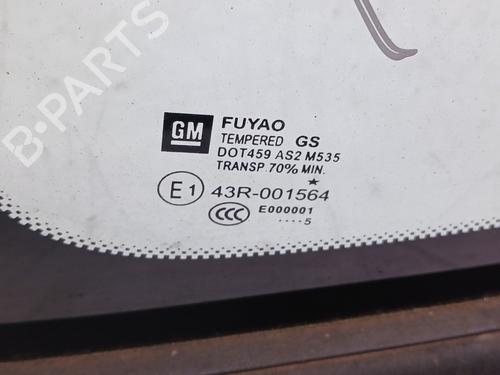 B-PARTS
GM
FUYAO
TEMPERED GS
DOT459 AS2 M535
TRANSP.70% MIN.
E1 43R-001564
CCC E000001
····5